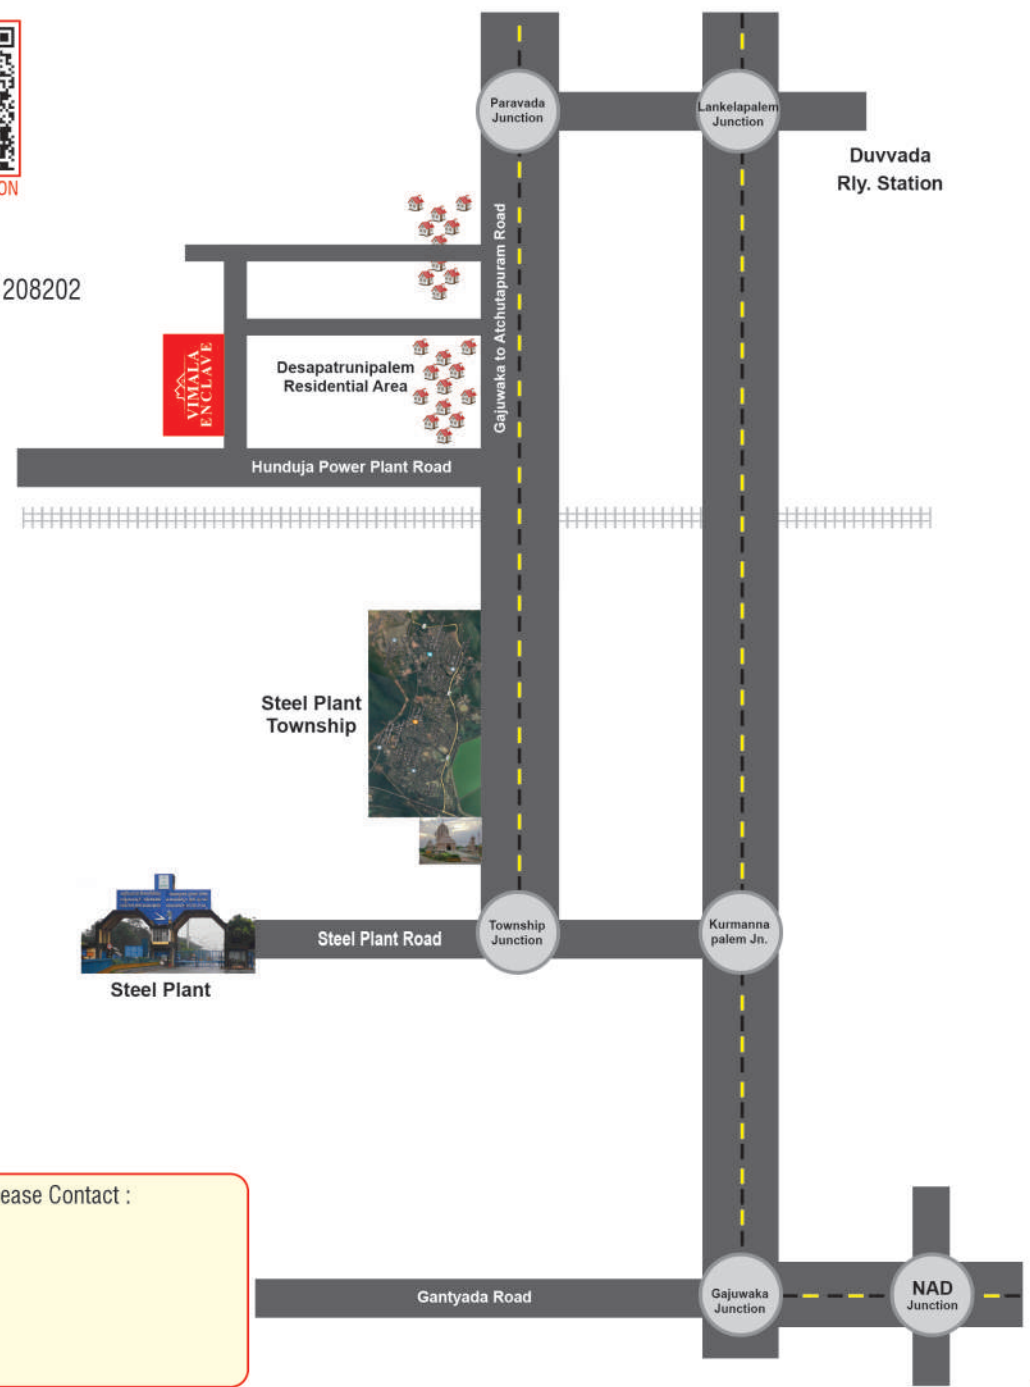 Paravada
Junction
Lankelapalem
Junction
Duvvada
Rly. Station
ON
208202
Gajuwaka to Atchutapuram Road
VIMALA
ENCLAVE
Desapatrunipalem
Residential Area
Hunduja Power Plant Road
Steel Plant
Township
Steel Plant Road
Township
Junction
Kurmanna
palem Jn.
Steel Plant
ease Contact :
Gantyada Road
Gajuwaka
Junction
NAD
Junction